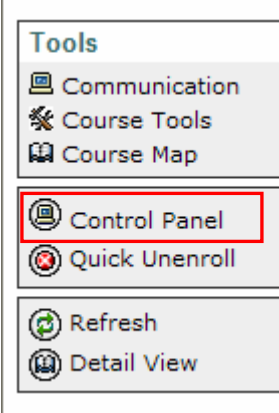 Tools
Communication
Course Tools
Course Map
Control Panel
Quick Unenroll
Refresh
Detail View